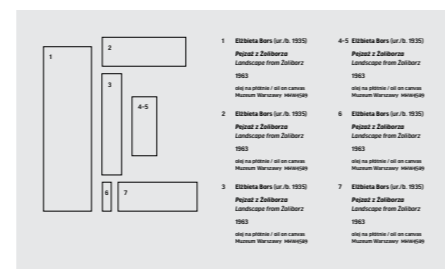 1
2
3
4-5
6
7
1 Elżbieta Bors (ur./b. 1935)
Pejzaż z Żoliborza
Landscape from Żoliborz
1963
olej na płótnie / oil on canvas
Muzeum Warszawy
2 Elżbieta Bors (ur./b. 1935)
Pejzaż z Żoliborza
Landscape from Żoliborz
1963
olej na płótnie / oil on canvas
Muzeum Warszawy
3 Elżbieta Bors (ur./b. 1935)
Pejzaż z Żoliborza
Landscape from Żoliborz
1963
olej na płótnie / oil on canvas
Muzeum Warszawy
4-5 Elżbieta Bors (ur./b. 1935)
Pejzaż z Żoliborza
Landscape from Żoliborz
1963
olej na płótnie / oil on canvas
Muzeum Warszawy
6 Elżbieta Bors (ur./b. 1935)
Pejzaż z Żoliborza
Landscape from Żoliborz
1963
olej na płótnie / oil on canvas
Muzeum Warszawy
7 Elżbieta Bors (ur./b. 1935)
Pejzaż z Żoliborza
Landscape from Żoliborz
1963
olej na płótnie / oil on canvas
Muzeum Warszawy